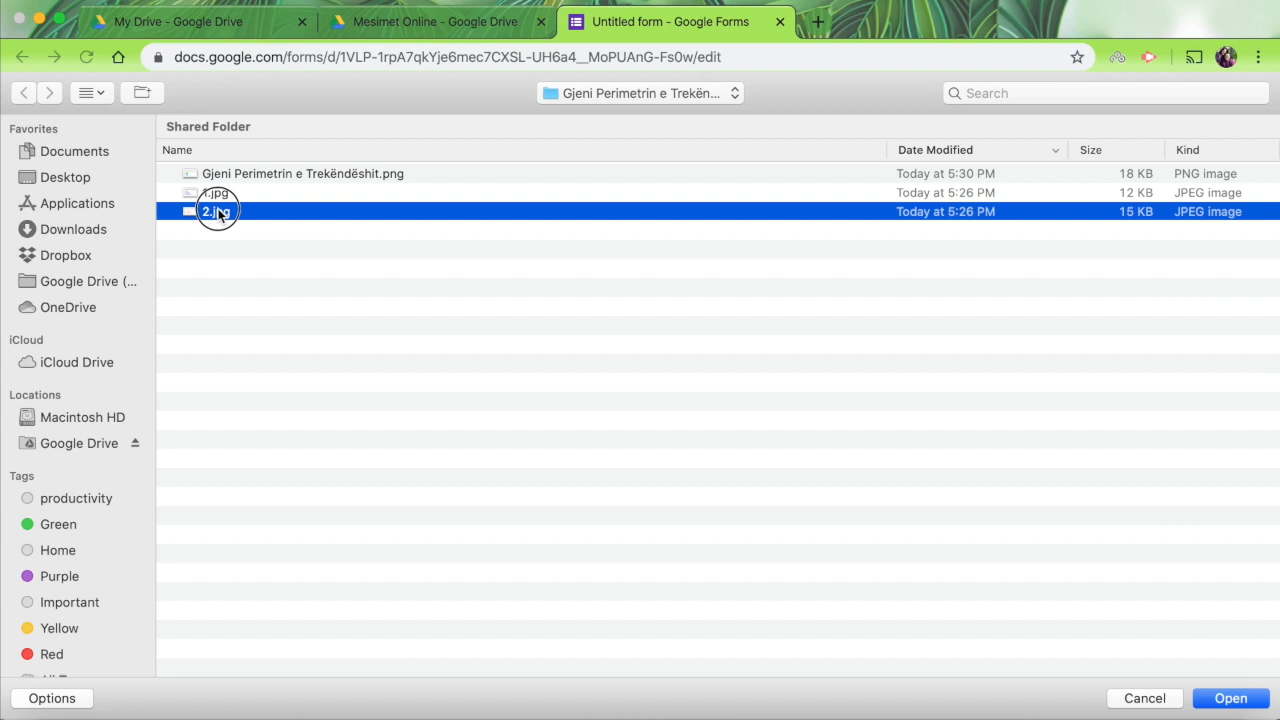 My Drive - Google Drive
Mesimet Online - Google Drive
Untitled form - Google Forms
docs.google.com/forms/d/1VLP-1rpA7qkYje6mec7CXSL-UH6a4__MoPUAnG-Fs0w/edit
Gjeni Perimetrin e Trekën...
Search
Favorites
Documents
Desktop
Applications
Downloads
Dropbox
Google Drive (...
OneDrive
iCloud
iCloud Drive
Locations
Macintosh HD
Google Drive
Tags
productivity
Green
Home
Purple
Important
Yellow
Red
Shared Folder
Name Date Modified Size Kind
Gjeni Perimetrin e Trekëndëshit.png Today at 5:30 PM 18 KB PNG image
1.jpg Today at 5:26 PM 12 KB JPEG image
2.jpg Today at 5:26 PM 15 KB JPEG image
Options
Cancel
Open